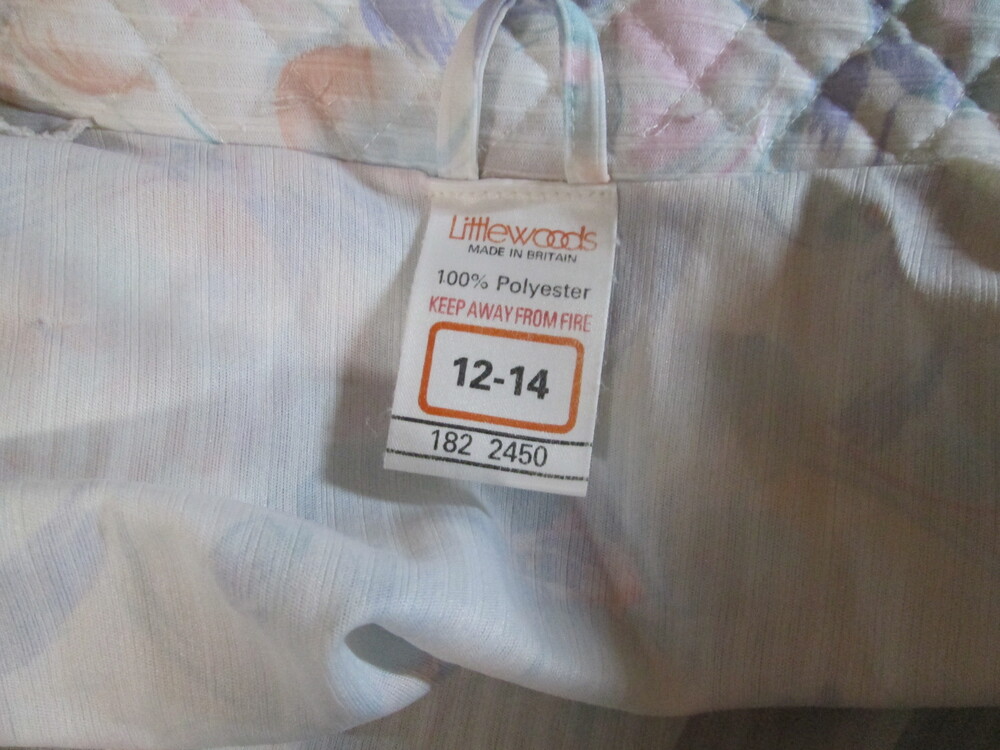 Littlewoods
MADE IN BRITAIN
100% Polyester
KEEP AWAY FROM FIRE
12-14
182 2450